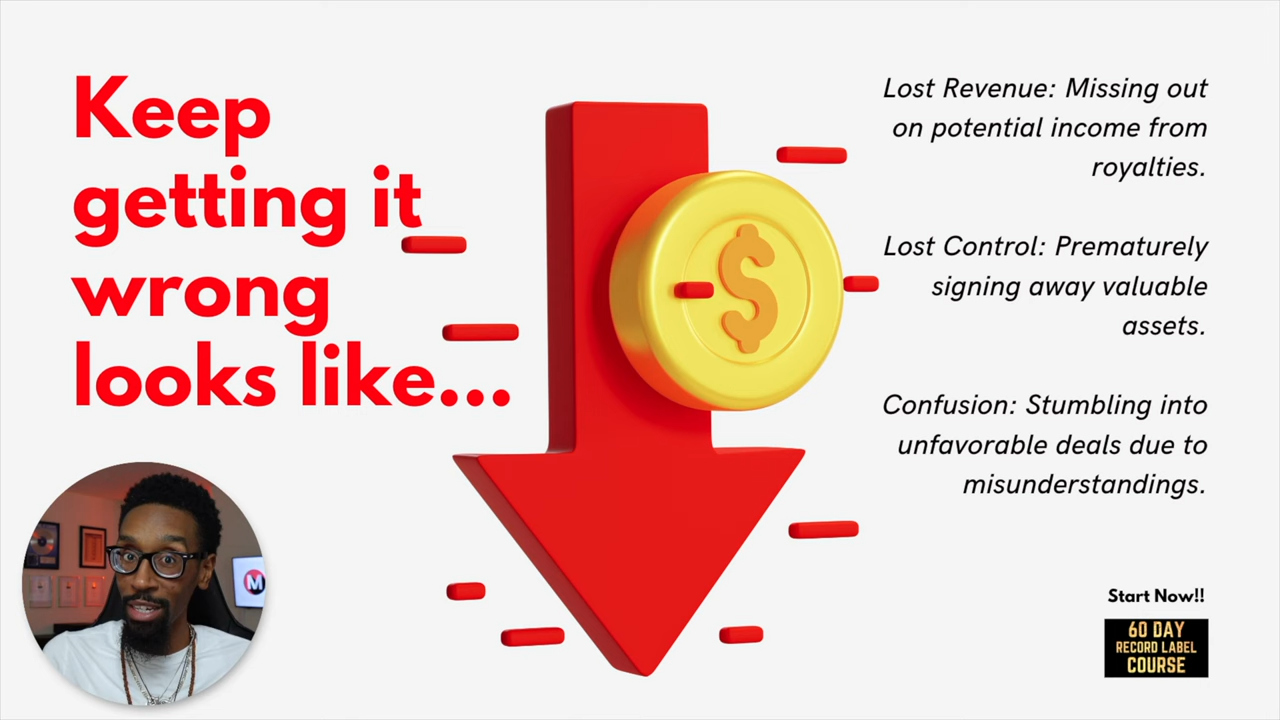 Keep
getting it
wrong
looks like...
Lost Revenue: Missing out
on potential income from
royalties.
Lost Control: Prematurely
signing away valuable
assets.
Confusion: Stumbling into
unfavorable deals due to
misunderstandings.
$
M
Start Now!!
60 DAY
RECORD LABEL
COURSE